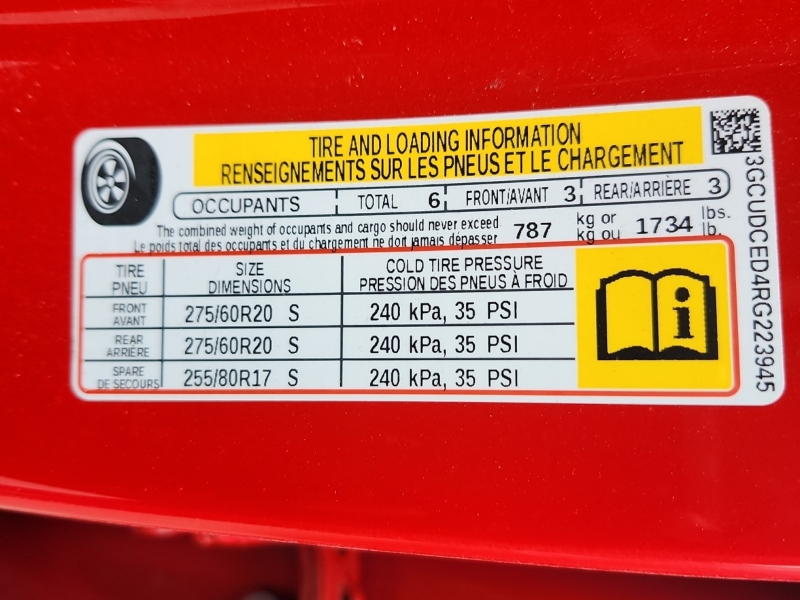 TIRE AND LOADING INFORMATION
RENSEIGNEMENTS SUR LES PNEUS ET LE CHARGEMENT
OCCUPANTS TOTAL 6 FRONT/AVANT 3 REAR/ARRIÈRE 3
The combined weight of occupants and cargo should never exceed 787 kg or 1734 lbs.
Le poids total des occupants et du chargement ne doit jamais dépasser kg ou lb.
TIRE SIZE COLD TIRE PRESSURE
PNEU DIMENSIONS PRESSION DES PNEUS À FROID
FRONT
AVANT 275/60R20 S 240 kPa, 35 PSI
REAR
ARRIÈRE 275/60R20 S 240 kPa, 35 PSI
SPARE
DE SECOURS 255/80R17 S 240 kPa, 35 PSI
i
3GCUDCED4RG223945